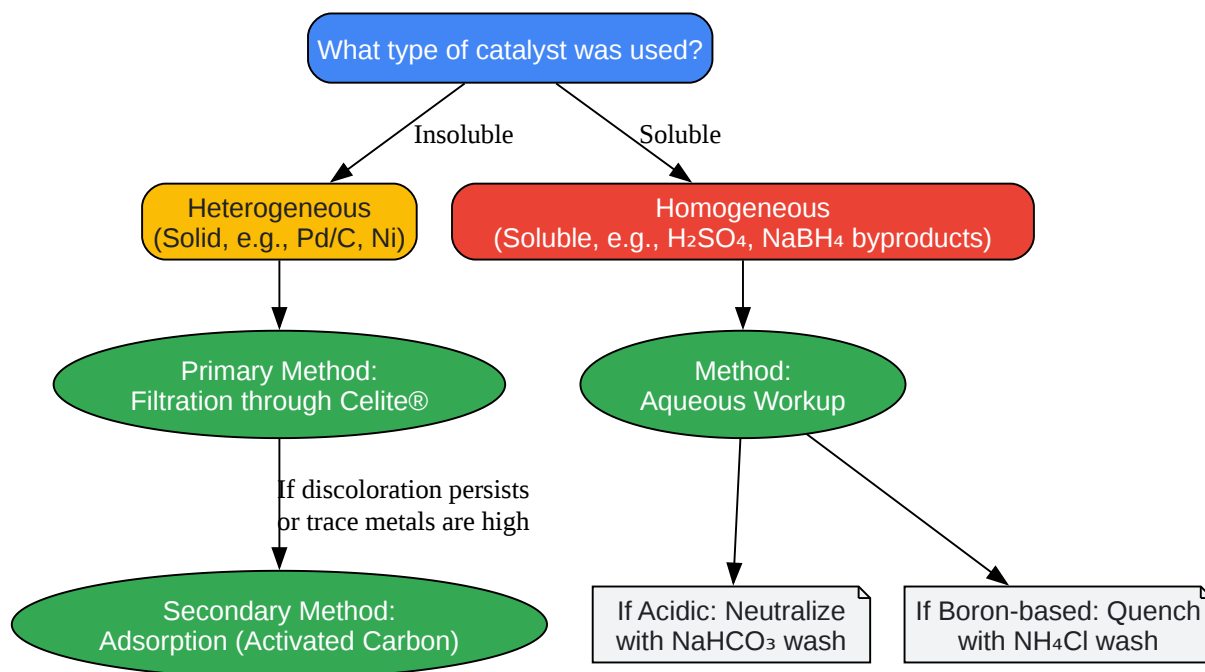 What type of catalyst was used?
Insoluble
Soluble
Heterogeneous
(Solid, e.g., Pd/C, Ni)
Homogeneous
(Soluble, e.g., H₂SO₄, NaBH₄ byproducts)
Primary Method:
Filtration through Celite®
Method:
Aqueous Workup
If discoloration persists
or trace metals are high
Secondary Method:
Adsorption (Activated Carbon)
If Acidic: Neutralize
with NaHCO₃ wash
If Boron-based: Quench
with NH₄Cl wash